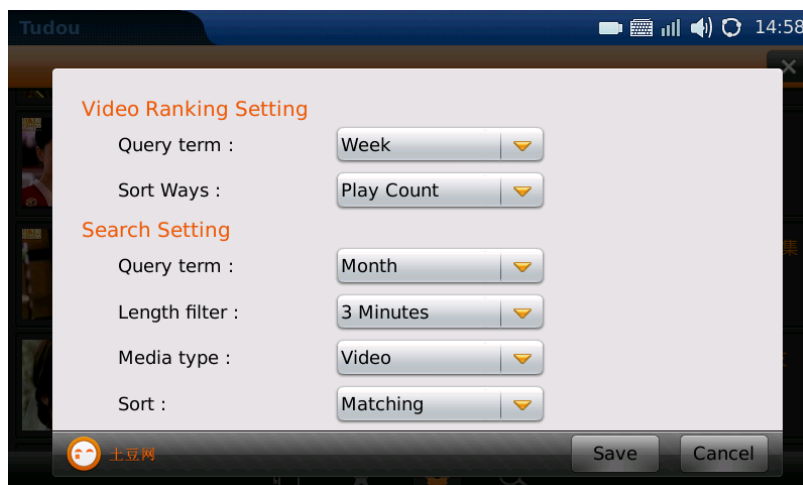 Tudou 14:58
Video Ranking Setting
Query term : Week
Sort Ways : Play Count
Search Setting
Query term : Month
Length filter : 3 Minutes
Media type : Video
Sort : Matching
土豆网 Save Cancel
集